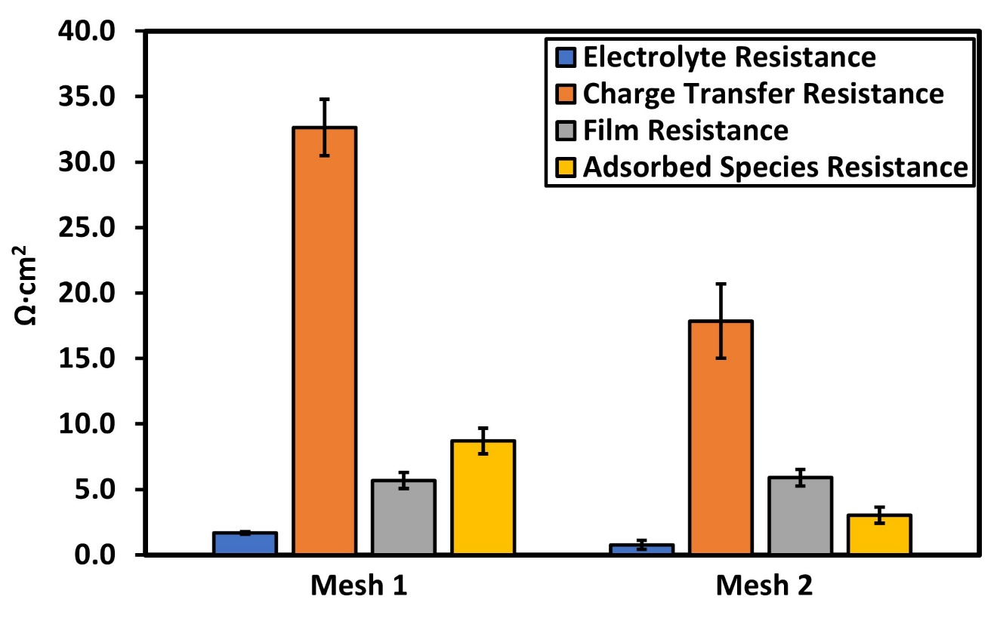 40.0
35.0
30.0
25.0
20.0
15.0
10.0
5.0
0.0
Ω·cm²
Electrolyte Resistance
Charge Transfer Resistance
Film Resistance
Adsorbed Species Resistance
Mesh 1
Mesh 2